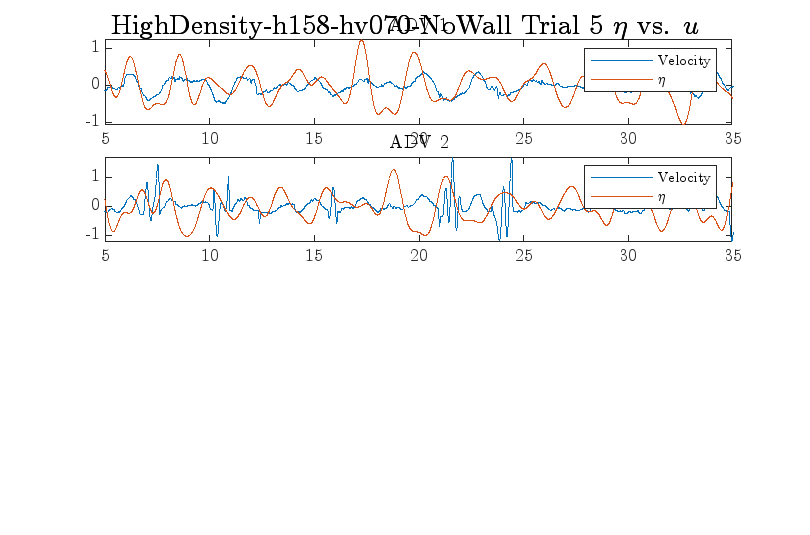 HighDensity-h158-hv070-NoWall Trial 5 η vs. u
ADV 1
1
0
-1
Velocity
η
5 10 15 20 25 30 35
ADV 2
1
0
-1
Velocity
η
5 10 15 20 25 30 35